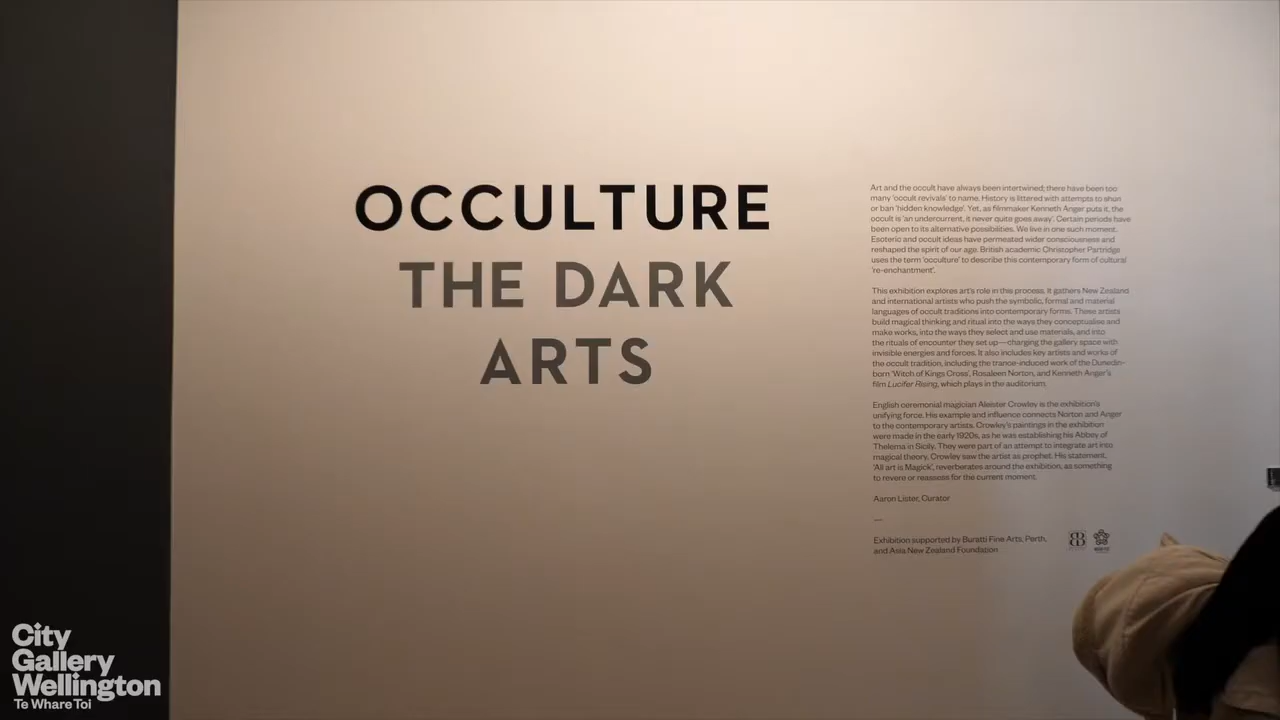 OCCULTURE
THE DARK
ARTS
Art and the occult have always been intertwined; there have been too
many 'occult revivals' to name. History is littered with attempts to shun
or ban 'hidden knowledge'. Yet, as filmmaker Kenneth Anger puts it, the
occult is 'an undercurrent, it never quite goes away'. Certain periods have
been open to its alternative possibilities. We live in one such moment.
Esoteric and occult ideas have permeated wider consciousness and
reshaped the spirit of our age. British academic Christopher Partridge
uses the term 'occulture' to describe this contemporary form of cultural
're-enchantment'.
This exhibition explores art's role in this process. It gathers New Zealand
and international artists who push the symbolic, formal and material
languages of occult traditions into contemporary forms. These artists
build magical thinking and ritual into the ways they conceptualise and
make works, into the ways they select and use materials, and into
the rituals of encounter they set up—charging the gallery space with
invisible energies and forces. It also includes key artists and works of
the occult tradition, including the trance-induced work of the Dunedin-
born 'Witch of Kings Cross', Rosaleen Norton, and Kenneth Anger's
film Lucifer Rising, which plays in the auditorium.
English ceremonial magician Aleister Crowley is the exhibition's
unifying force. His example and influence connects Norton and Anger
to the contemporary artists. Crowley's paintings in the exhibition
were made in the early 1920s, as he was establishing his Abbey of
Thelema in Sicily. They were part of an attempt to integrate art into
magical theory. Crowley saw the artist as prophet. His statement,
'All art is Magick', reverberates around the exhibition, as something
to revere or reassess for the current moment.
Aaron Lister, Curator
—
Exhibition supported by Buratti Fine Arts, Perth,
and Asia New Zealand Foundation
City
Gallery
Wellington
Te Whare Toi